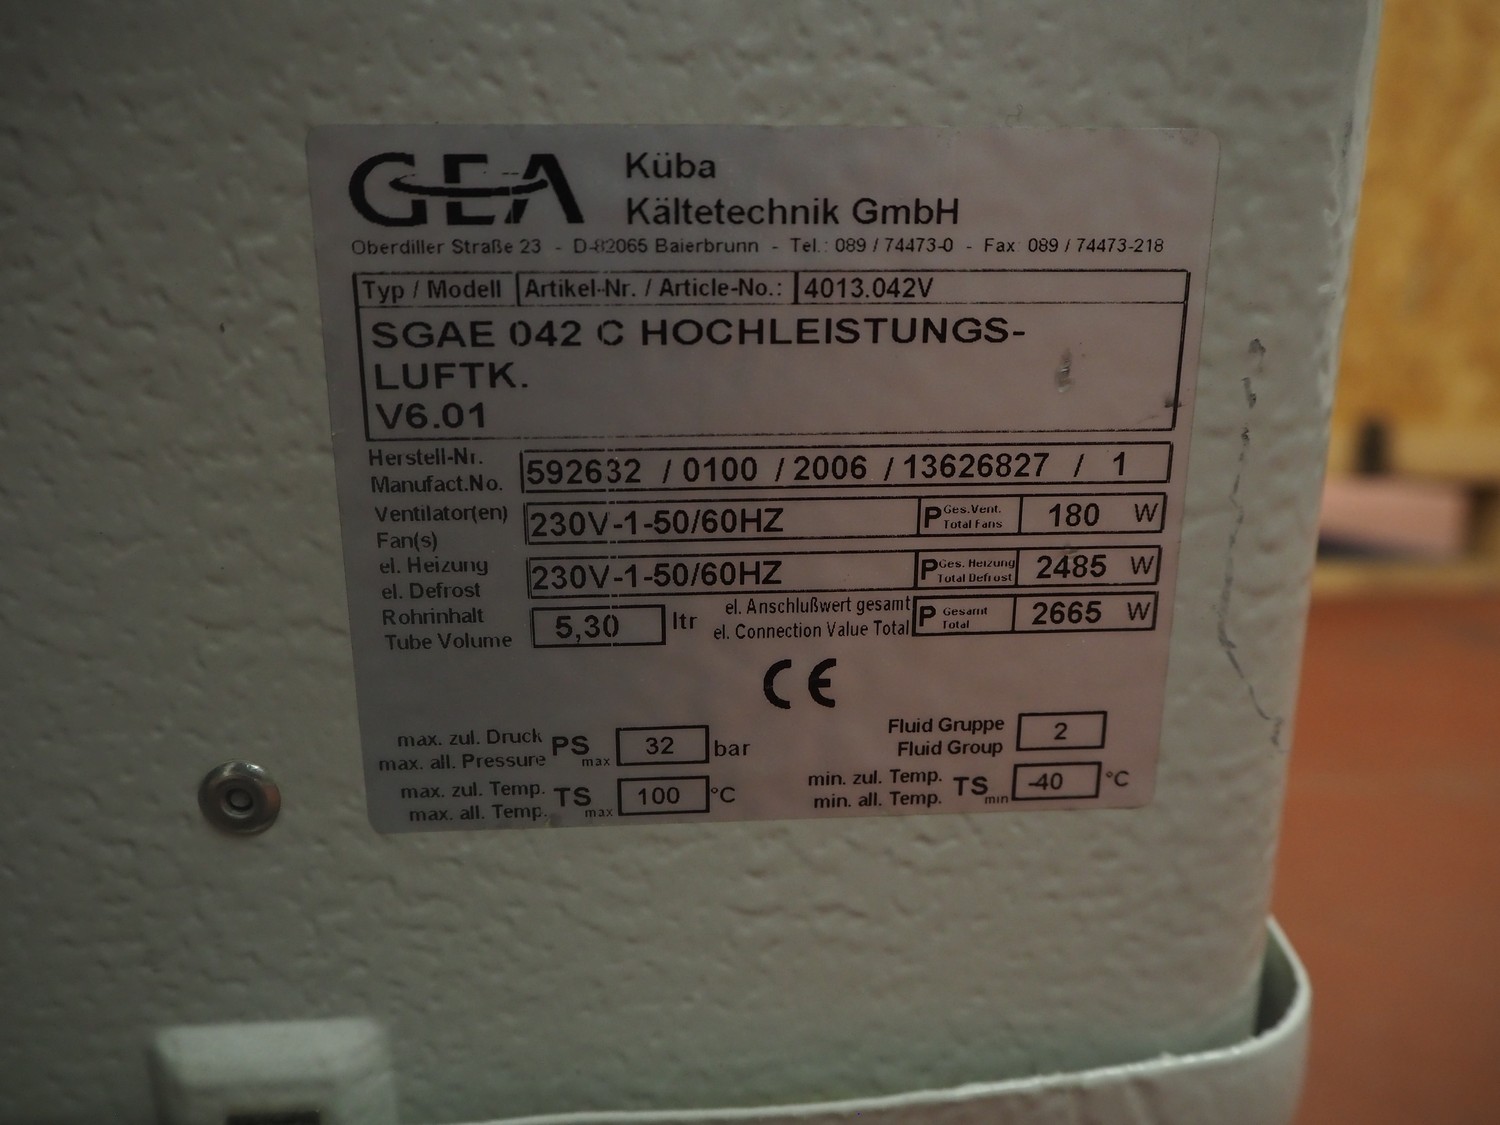 GEA Küba
Kältetechnik GmbH
Oberdiller Straße 23 - D-82065 Baierbrunn - Tel.: 089 / 74473-0 - Fax 089 / 74473-218
Typ / Modell Artikel-Nr. / Article-No.: 4013.042V
SGAE 042 C HOCHLEISTUNGS-
LUFTK.
V6.01
Herstell-Nr.
Manufact.No.
592632 / 0100 / 2006 / 13626827 / 1
Ventilator(en)
Fan(s)
230V-1-50/60HZ
P Ges.Vent.
Total Fans
180 W
el. Heizung
el. Defrost
230V-1-50/60HZ
P Ges. Heizung
Total Defrost
2485 W
Rohrinhalt
Tube Volume
5,30 ltr
el. Anschlußwert gesamt
el. Connection Value Total
P Gesamt
Total
2665 W
CE
max. zul. Druck
max. all. Pressure
PS max 32 bar
Fluid Gruppe
Fluid Group
2
max. zul. Temp.
max. all. Temp.
TS max 100 °C
min. zul. Temp.
min. all. Temp.
TS min -40 °C